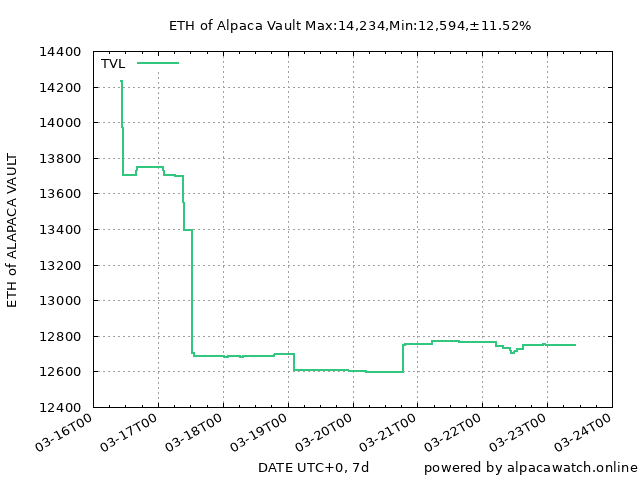 ETH of Alpaca Vault Max:14,234,Min:12,594,±11.52%
TVL
14400
14200
14000
13800
13600
13400
13200
13000
12800
12600
12400
ETH of ALAPACA VAULT
03-16T00
03-17T00
03-18T00
03-19T00
03-20T00
03-21T00
03-22T00
03-23T00
03-24T00
DATE UTC+0, 7d
powered by alpacawatch.online